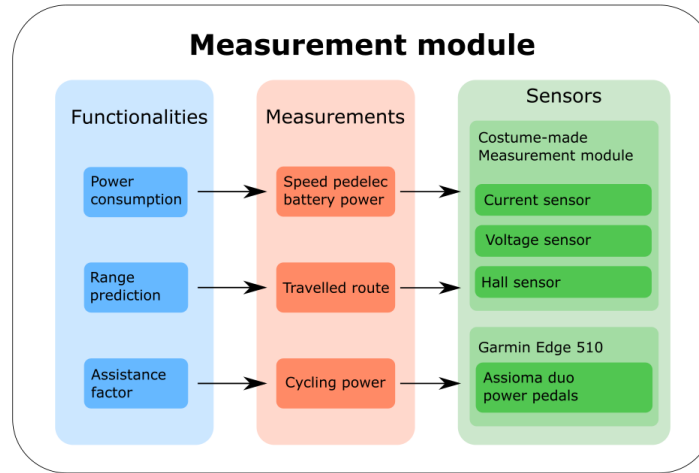 Measurement module
Functionalities
Power
consumption
Range
prediction
Assistance
factor
Measurements
Speed pedelec
battery power
Travelled route
Cycling power
Sensors
Costume-made
Measurement module
Current sensor
Voltage sensor
Hall sensor
Garmin Edge 510
Assioma duo
power pedals